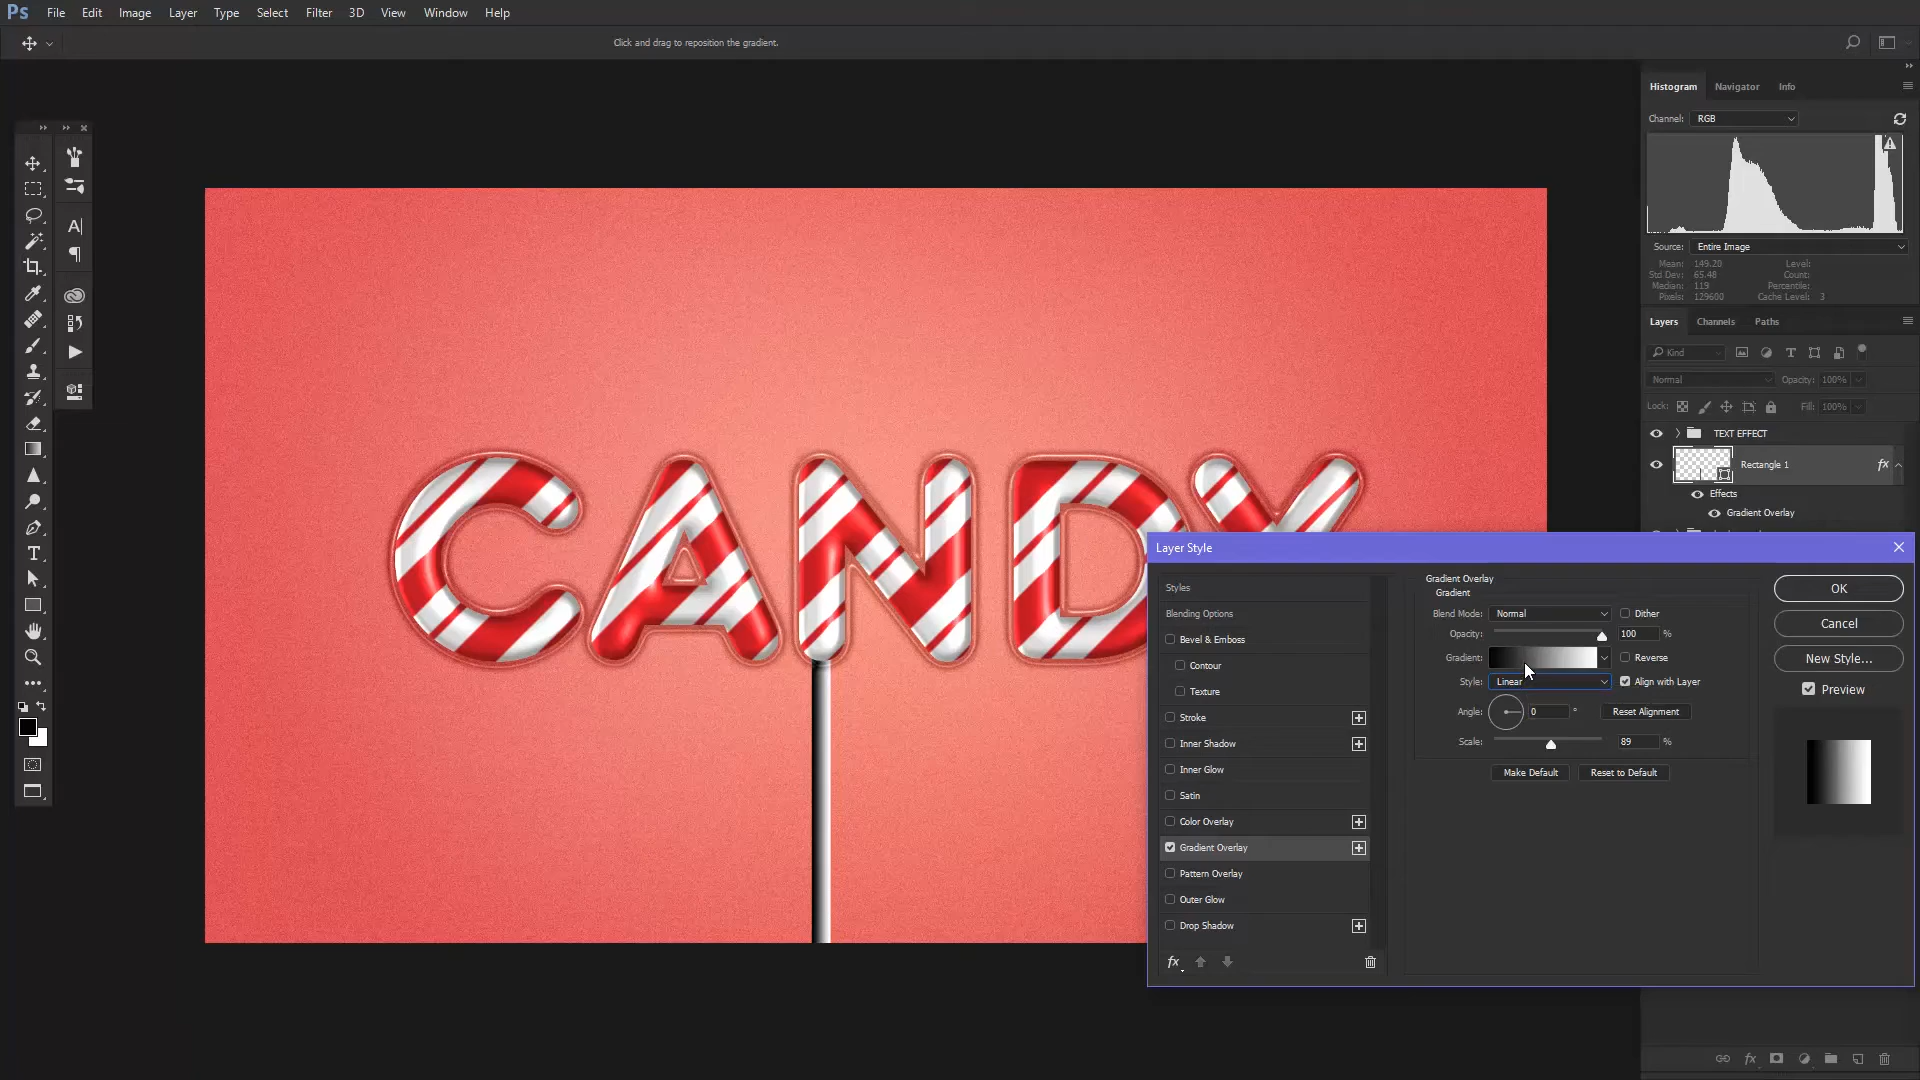 Ps File Edit Image Layer Type Select Filter 3D View Window Help
Click and drag to reposition the gradient.
Histogram Navigator Info
Channel: RGB
Source: Entire Image
Mean: 149.20 Level:
Std Dev: 65.48 Count:
Median: 119 Percentile:
Pixels: 129600 Cache Level: 3
Layers Channels Paths
Kind
Normal Opacity: 100%
Lock: Fill: 100%
TEXT EFFECT
Rectangle 1 fx
Effects
Gradient Overlay
CANDY
Layer Style
Styles
Blending Options
Bevel & Emboss
Contour
Texture
Stroke
Inner Shadow
Inner Glow
Satin
Color Overlay
Gradient Overlay
Pattern Overlay
Outer Glow
Drop Shadow
fx
Gradient Overlay
Gradient
Blend Mode: Normal Dither
Opacity: 100 %
Gradient: Reverse
Style: Linear Align with Layer
Angle: 0 ° Reset Alignment
Scale: 89 %
Make Default Reset to Default
OK
Cancel
New Style...
Preview
fx